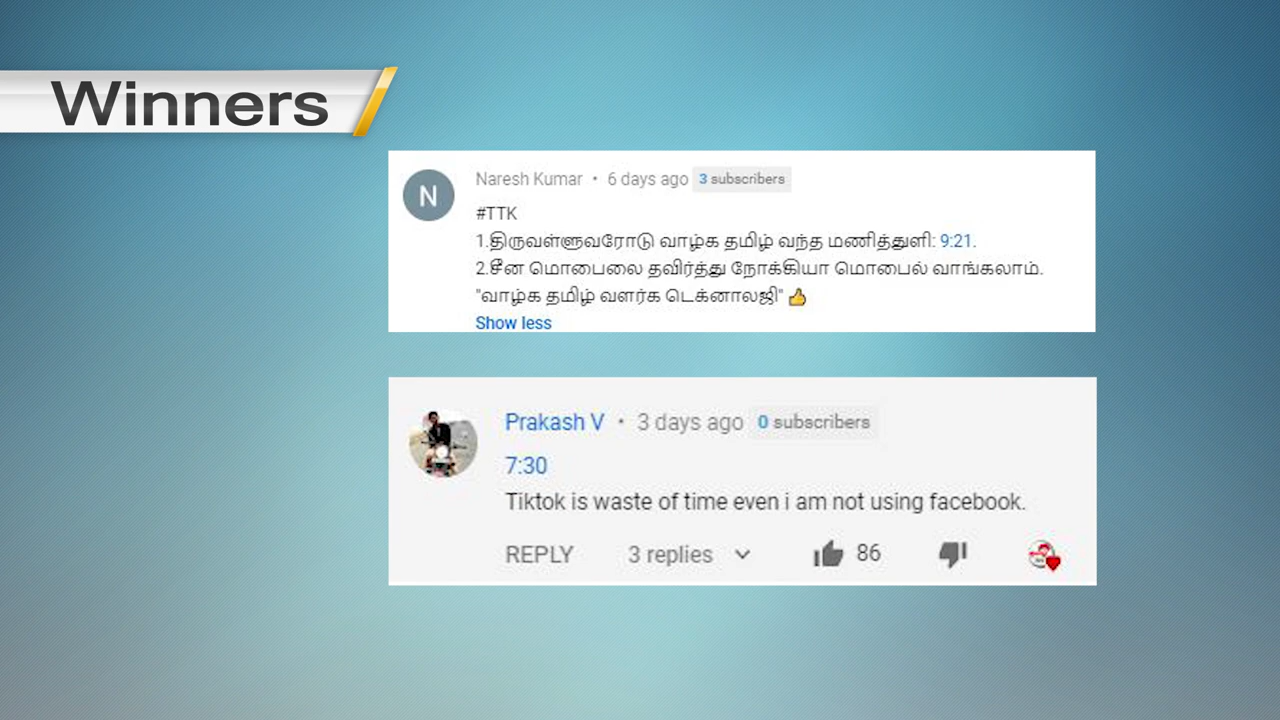 Winners
N
Naresh Kumar • 6 days ago 3 subscribers
#TTK
1.திருவள்ளுவரோடு வாழ்க தமிழ் வந்த மணித்துளி: 9:21.
2.சீன மொபைலை தவிர்த்து நோக்கியா மொபைல் வாங்கலாம்.
"வாழ்க தமிழ் வளர்க டெக்னாலஜி" 👍
Show less
Prakash V • 3 days ago 0 subscribers
7:30
Tiktok is waste of time even i am not using facebook.
REPLY 3 replies 86